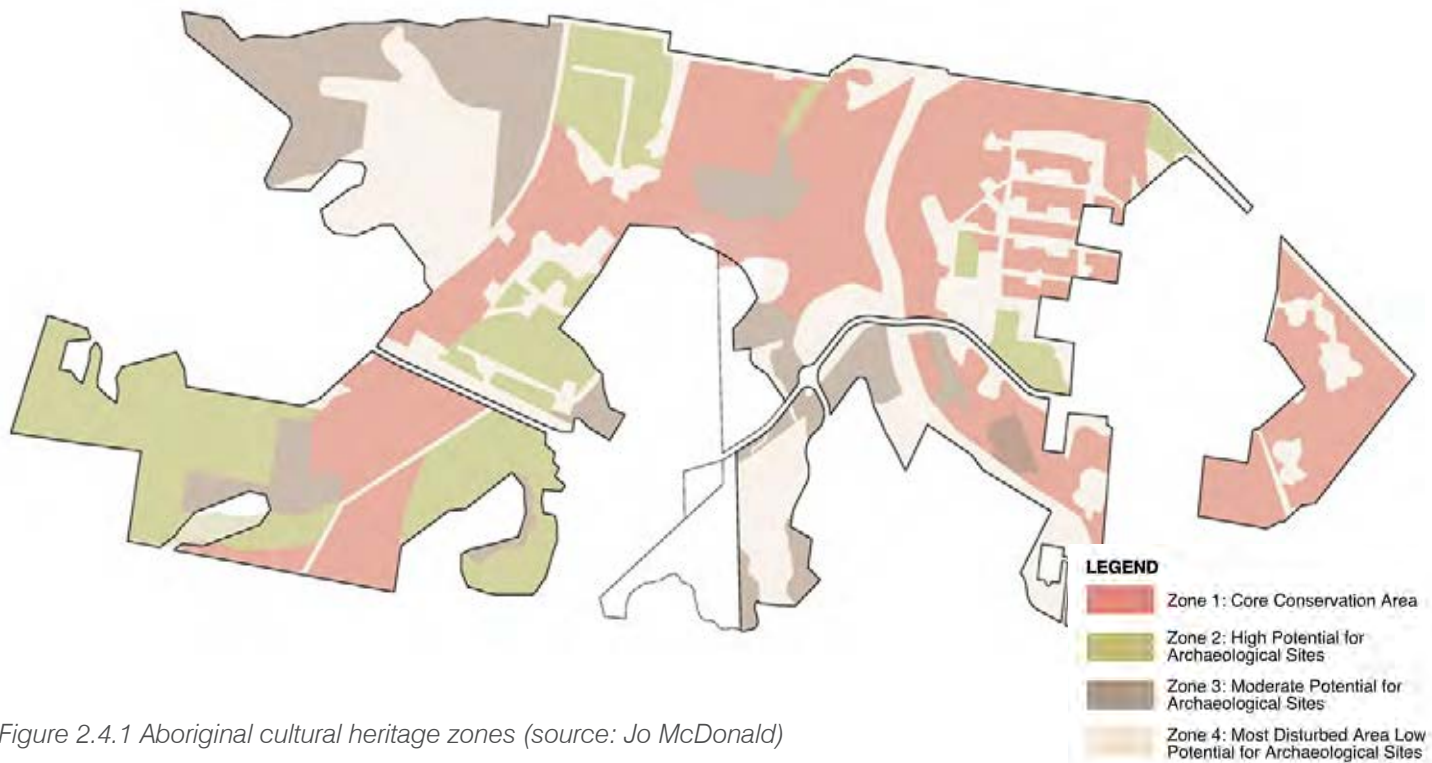 LEGEND
Zone 1: Core Conservation Area
Zone 2: High Potential for
Archaeological Sites
Zone 3: Moderate Potential for
Archaeological Sites
Zone 4: Most Disturbed Area Low
Potential for Archaeological Sites
Figure 2.4.1 Aboriginal cultural heritage zones (source: Jo McDonald)